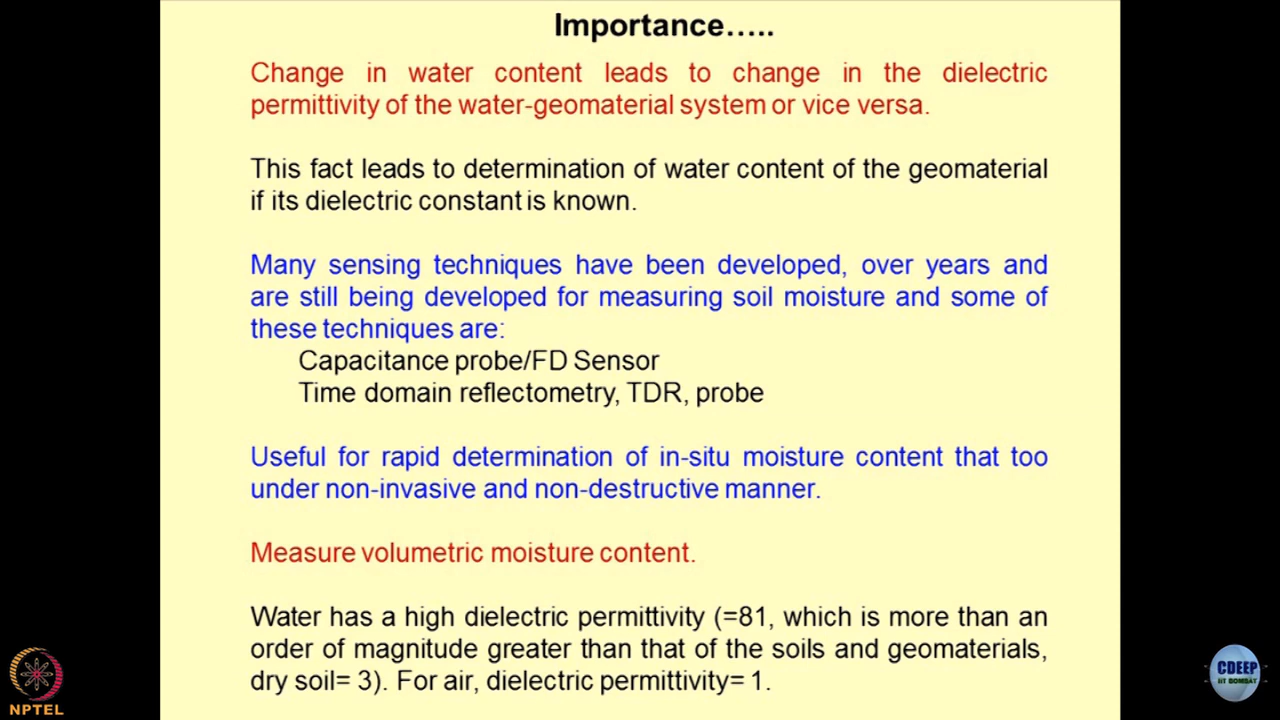 Importance…..
Change in water content leads to change in the dielectric
permittivity of the water-geomaterial system or vice versa.
This fact leads to determination of water content of the geomaterial
if its dielectric constant is known.
Many sensing techniques have been developed, over years and
are still being developed for measuring soil moisture and some of
these techniques are:
Capacitance probe/FD Sensor
Time domain reflectometry, TDR, probe
Useful for rapid determination of in-situ moisture content that too
under non-invasive and non-destructive manner.
Measure volumetric moisture content.
Water has a high dielectric permittivity (=81, which is more than an
order of magnitude greater than that of the soils and geomaterials,
dry soil= 3). For air, dielectric permittivity= 1.
NPTEL
CDEEP
IIT BOMBAY